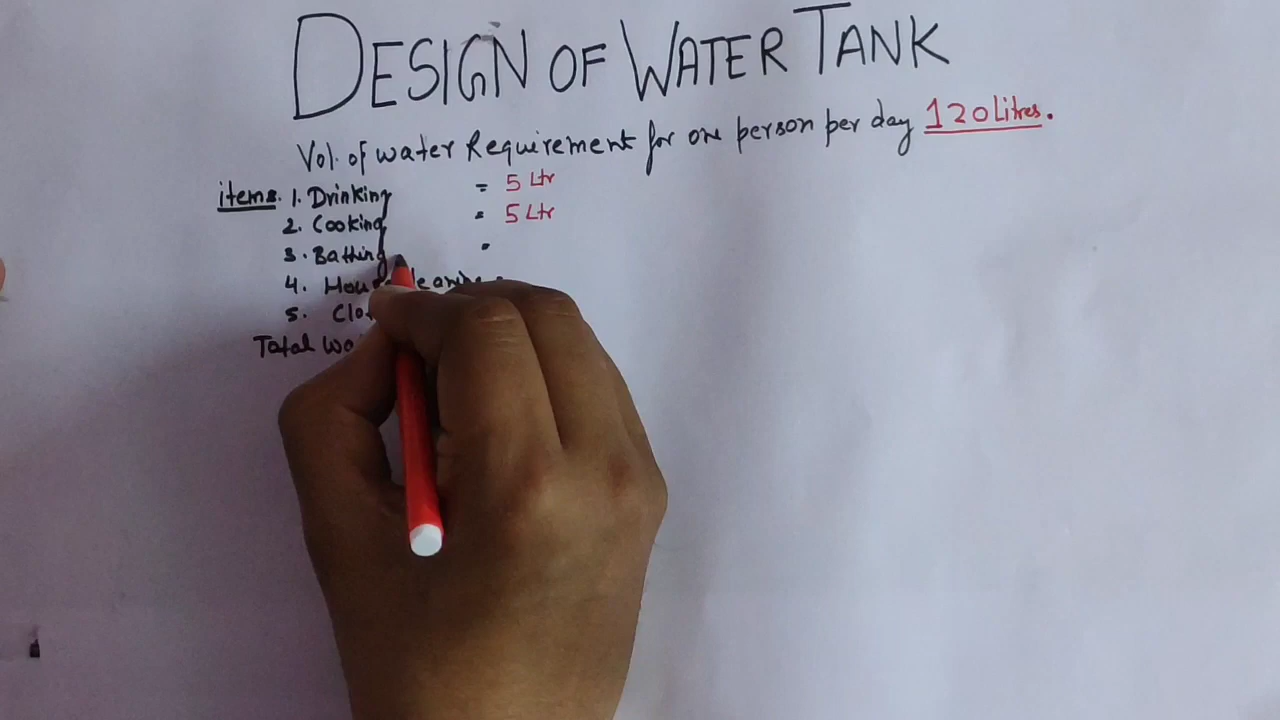 DESIGN OF WATER TANK
Vol. of water Requirement for one person per day 120 Litres.
items. 1. Drinking = 5 Ltr
2. Cooking = 5 Ltr
3. Bathing
4.
5.
Total